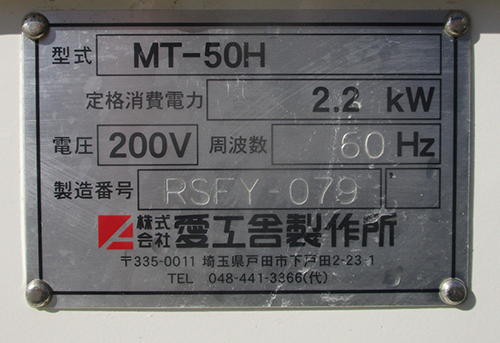 型式 MT-50H
定格消費電力 2.2 kW
電圧 200V 周波数 60 Hz
製造番号 RSFY-079
株式会社 愛工舎製作所
〒335-0011 埼玉県戸田市下戸田2-23-1
TEL 048-441-3366(代)